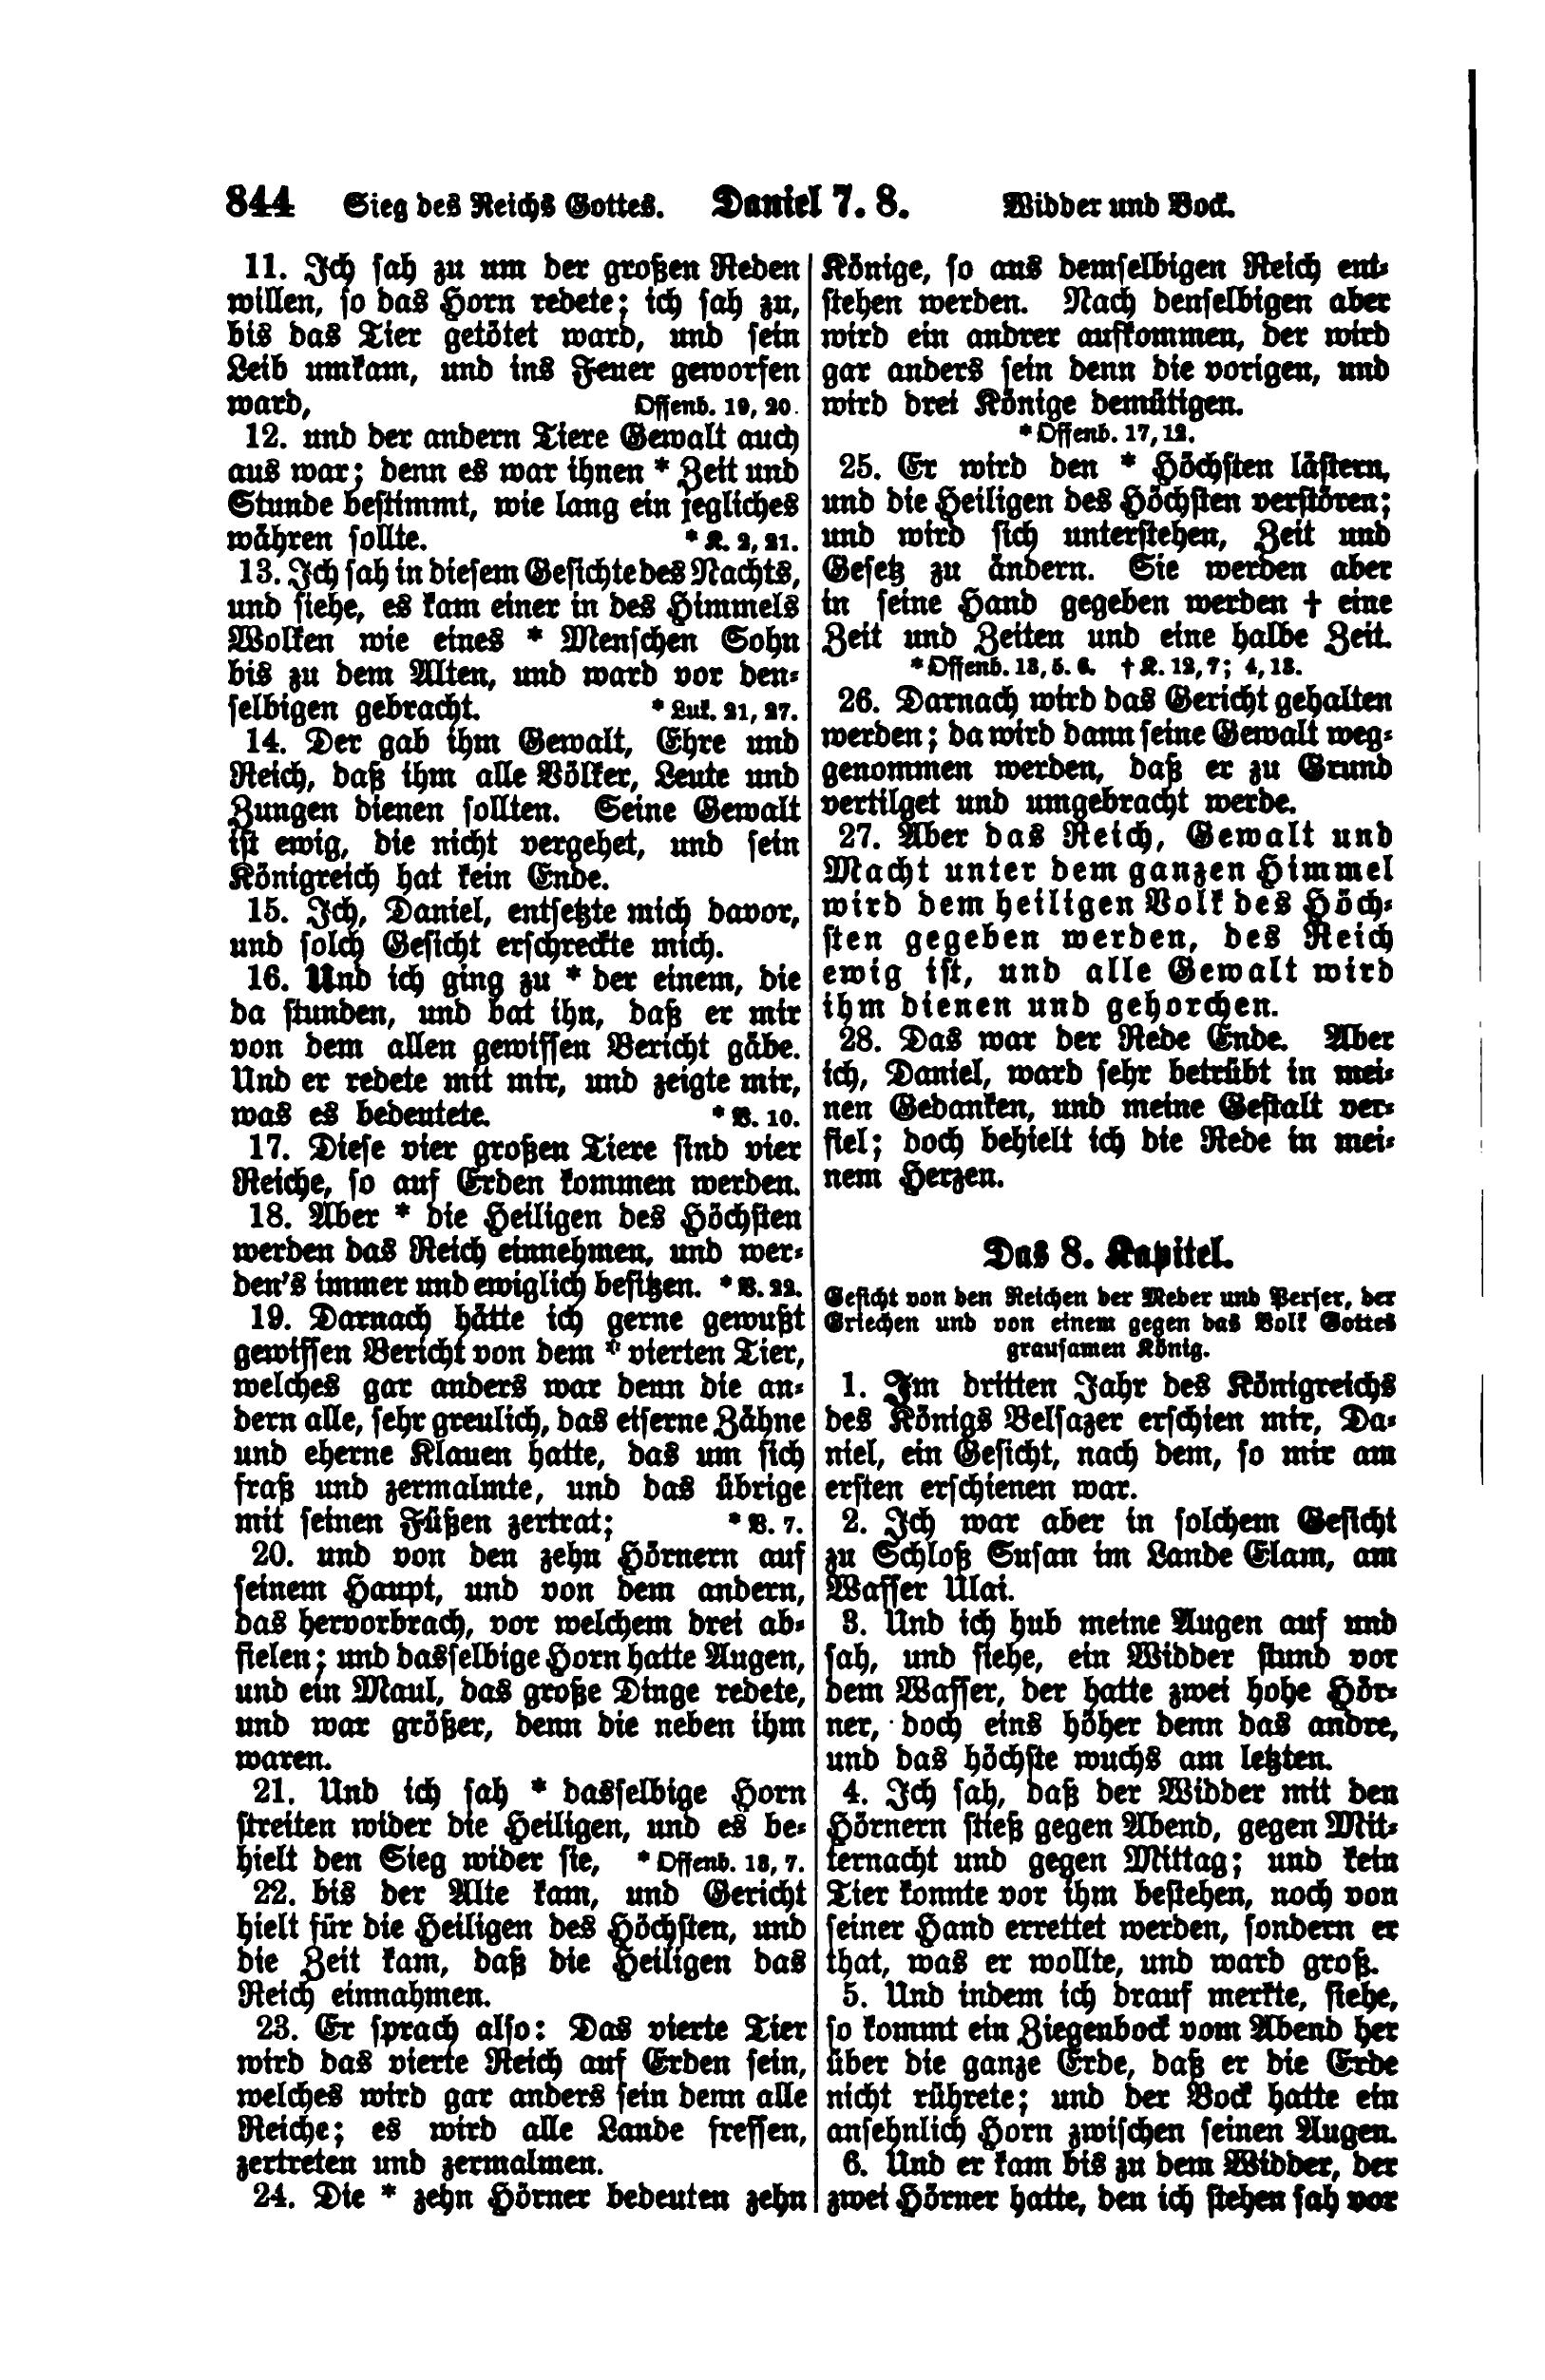 844 Sieg des Reichs Gottes. Daniel 7. 8. Widder und Bock.
11. Ich sah zu um der großen Reden
willen, so das Horn redete; ich sah zu,
bis das Tier getötet ward, und sein
Leib umkam, und ins Feuer geworfen
ward, Offenb. 19, 20.
12. und der andern Tiere Gewalt auch
aus war; denn es war ihnen * Zeit und
Stunde bestimmt, wie lang ein jegliches
währen sollte. * K. 2, 21.
13. Ich sah in diesem Gesichte des Nachts,
und siehe, es kam einer in des Himmels
Wolken wie eines * Menschen Sohn
bis zu dem Alten, und ward vor den-
selbigen gebracht. * Luk. 21, 27.
14. Der gab ihm Gewalt, Ehre und
Reich, daß ihm alle Völker, Leute und
Zungen dienen sollten. Seine Gewalt
ist ewig, die nicht vergehet, und sein
Königreich hat kein Ende.
15. Ich, Daniel, entsetzte mich davor,
und solch Gesicht erschreckte mich.
16. Und ich ging zu * der einem, die
da stunden, und bat ihn, daß er mir
von dem allen gewissen Bericht gäbe.
Und er redete mit mir, und zeigte mir,
was es bedeutete. * V. 10.
17. Diese vier großen Tiere sind vier
Reiche, so auf Erden kommen werden.
18. Aber * die Heiligen des Höchsten
werden das Reich einnehmen, und wer-
den's immer und ewiglich besitzen. * V. 22.
19. Darnach hätte ich gerne gewußt
gewissen Bericht von dem * vierten Tier,
welches gar anders war denn die an-
dern alle, sehr greulich, das eiserne Zähne
und eherne Klauen hatte, das um sich
fraß und zermalmte, und das übrige
mit seinen Füßen zertrat; * V. 7.
20. und von den zehn Hörnern auf
seinem Haupt, und von dem andern,
das hervorbrach, vor welchem drei ab-
fielen; und dasselbige Horn hatte Augen,
und ein Maul, das große Dinge redete,
und war größer, denn die neben ihm
waren.
21. Und ich sah * dasselbige Horn
streiten wider die Heiligen, und es be-
hielt den Sieg wider sie, * Offenb. 13, 7.
22. bis der Alte kam, und Gericht
hielt für die Heiligen des Höchsten, und
die Zeit kam, daß die Heiligen das
Reich einnahmen.
23. Er sprach also: Das vierte Tier
wird das vierte Reich auf Erden sein,
welches wird gar anders sein denn alle
Reiche; es wird alle Lande fressen,
zertreten und zermalmen.
24. Die * zehn Hörner bedeuten zehn
Könige, so aus demselbigen Reich ent-
stehen werden. Nach denselbigen aber
wird ein andrer aufkommen, der wird
gar anders sein denn die vorigen, und
wird drei Könige demütigen.
* Offenb. 17, 12.
25. Er wird den * Höchsten lästern,
und die Heiligen des Höchsten verstören;
und wird sich unterstehen, Zeit und
Gesetz zu ändern. Sie werden aber
in seine Hand gegeben werden † eine
Zeit und Zeiten und eine halbe Zeit.
* Offenb. 13, 5. 6. † K. 12, 7; 4, 13.
26. Darnach wird das Gericht gehalten
werden; da wird dann seine Gewalt weg-
genommen werden, daß er zu Grund
vertilget und umgebracht werde.
27. Aber das Reich, Gewalt und
Macht unter dem ganzen Himmel
wird dem heiligen Volk des Höch-
sten gegeben werden, des Reich
ewig ist, und alle Gewalt wird
ihm dienen und gehorchen.
28. Das war der Rede Ende. Aber
ich, Daniel, ward sehr betrübt in mei-
nen Gedanken, und meine Gestalt ver-
fiel; doch behielt ich die Rede in mei-
nem Herzen.
Das 8. Kapitel.
Gesicht von den Reichen der Meder und Perser, der
Griechen und von einem gegen das Volk Gottes
grausamen König.
1. Im dritten Jahr des Königreichs
des Königs Belsazer erschien mir, Da-
niel, ein Gesicht, nach dem, so mir am
ersten erschienen war.
2. Ich war aber in solchem Gesicht
zu Schloß Susan im Lande Elam, am
Wasser Ulai.
3. Und ich hub meine Augen auf und
sah, und siehe, ein Widder stund vor
dem Wasser, der hatte zwei hohe Hör-
ner, doch eins höher denn das andre,
und das höchste wuchs am letzten.
4. Ich sah, daß der Widder mit den
Hörnern stieß gegen Abend, gegen Mit-
ternacht und gegen Mittag; und kein
Tier konnte vor ihm bestehen, noch von
seiner Hand errettet werden, sondern er
that, was er wollte, und ward groß.
5. Und indem ich drauf merkte, siehe,
so kommt ein Ziegenbock vom Abend her
über die ganze Erde, daß er die Erde
nicht rührete; und der Bock hatte ein
ansehnlich Horn zwischen seinen Augen.
6. Und er kam bis zu dem Widder, der
zwei Hörner hatte, den ich stehen sah vor